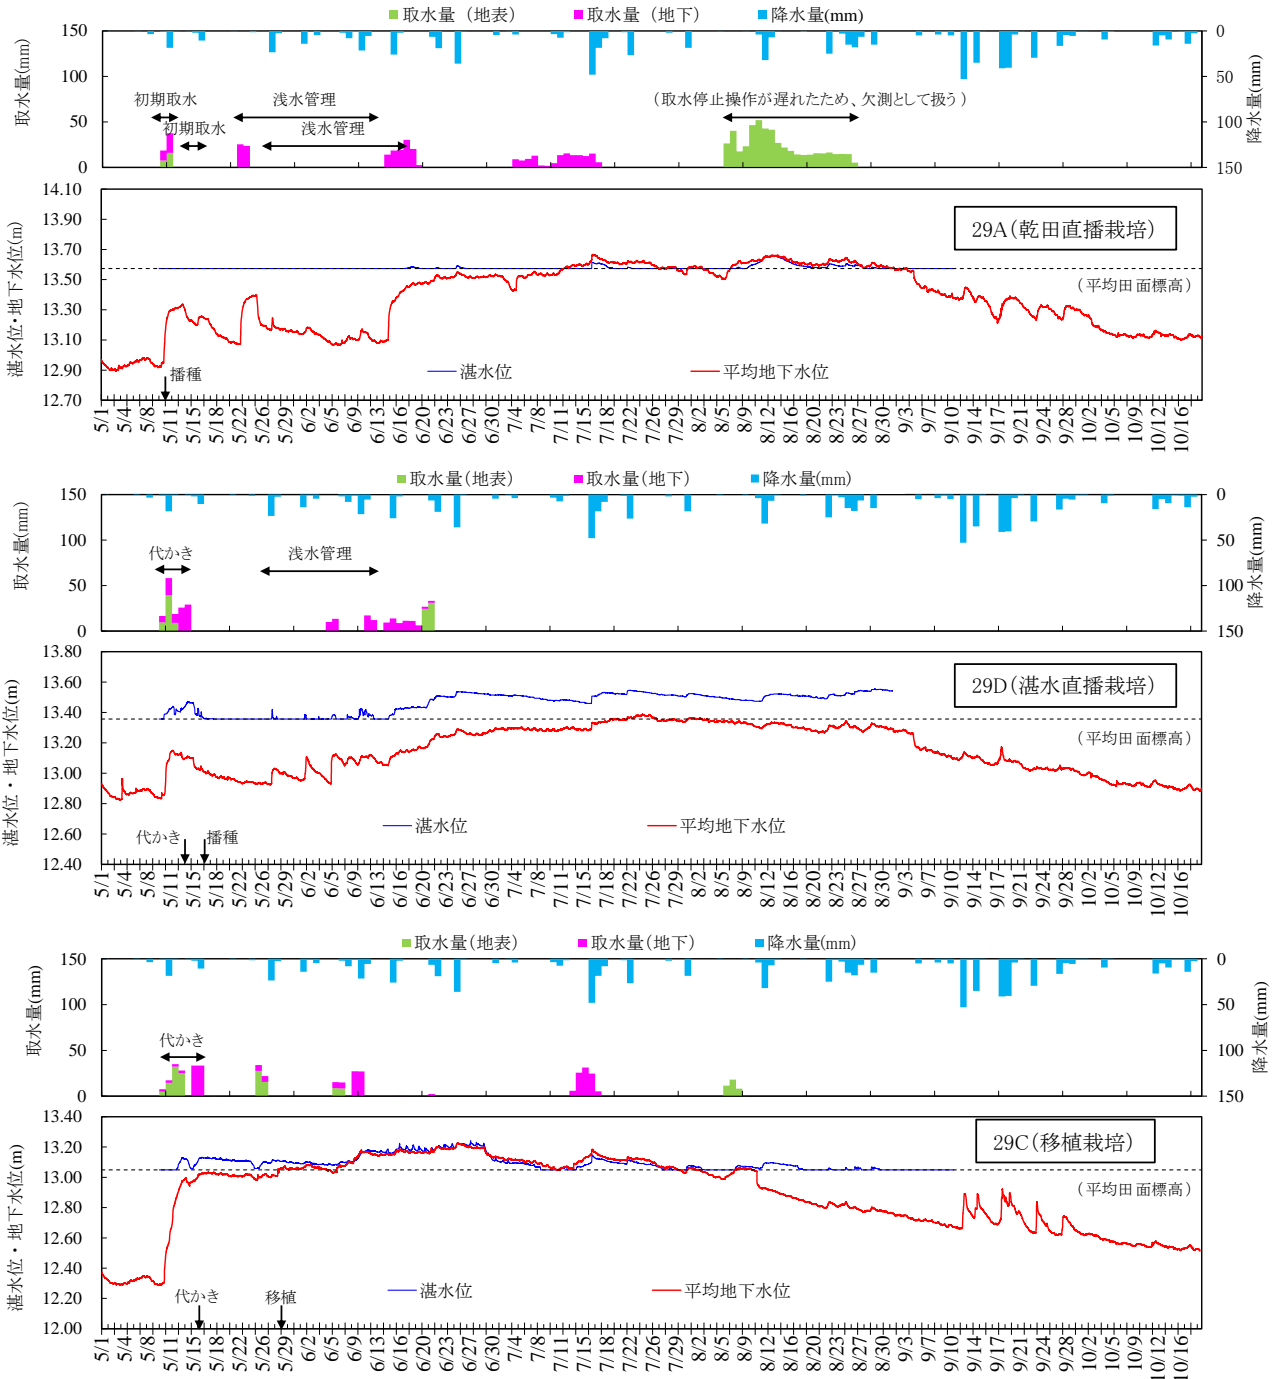 取水量（地表） 取水量（地下） 降水量(mm)
取水量(mm)
150
100
50
0
初期取水
初期取水
浅水管理
浅水管理
（取水停止操作が遅れたため、欠測として扱う）
0
50
100
150
降水量(mm)
湛水位・地下水位(m)
14.10
13.90
13.70
13.50
13.30
13.10
12.90
12.70
29A（乾田直播栽培）
（平均田面標高）
播種
湛水位 平均地下水位
5/1 5/4 5/8 5/11 5/15 5/18 5/22 5/26 5/29 6/2 6/5 6/9 6/13 6/16 6/20 6/23 6/27 6/30 7/4 7/8 7/11 7/15 7/18 7/22 7/25 7/29 8/2 8/5 8/9 8/12 8/16 8/20 8/23 8/27 8/30 9/3 9/7 9/10 9/14 9/17 9/21 9/24 9/28 10/2 10/5 10/9 10/12 10/16
取水量（地表） 取水量（地下） 降水量(mm)
取水量(mm)
150
100
50
0
代かき
浅水管理
0
50
100
150
降水量(mm)
湛水位・地下水位(m)
13.80
13.60
13.40
13.20
13.00
12.80
12.60
12.40
29D（湛水直播栽培）
（平均田面標高）
湛水位 平均地下水位
代かき 播種
5/1 5/4 5/8 5/11 5/15 5/18 5/22 5/26 5/29 6/2 6/5 6/9 6/13 6/16 6/20 6/23 6/27 6/30 7/4 7/8 7/11 7/15 7/18 7/22 7/25 7/29 8/2 8/5 8/9 8/12 8/16 8/20 8/23 8/27 8/30 9/3 9/7 9/10 9/14 9/17 9/21 9/24 9/28 10/2 10/5 10/9 10/12 10/16
取水量（地表） 取水量（地下） 降水量(mm)
取水量(mm)
150
100
50
0
代かき
0
50
100
150
降水量(mm)
湛水位・地下水位(m)
13.40
13.20
13.00
12.80
12.60
12.40
12.20
12.00
29C（移植栽培）
（平均田面標高）
湛水位 平均地下水位
代かき 移植
5/1 5/4 5/8 5/11 5/15 5/18 5/22 5/26 5/29 6/2 6/5 6/9 6/13 6/16 6/20 6/23 6/27 6/30 7/4 7/8 7/11 7/15 7/18 7/22 7/25 7/29 8/2 8/5 8/9 8/12 8/16 8/20 8/23 8/27 8/30 9/3 9/7 9/10 9/14 9/17 9/21 9/24 9/28 10/2 10/5 10/9 10/12 10/16